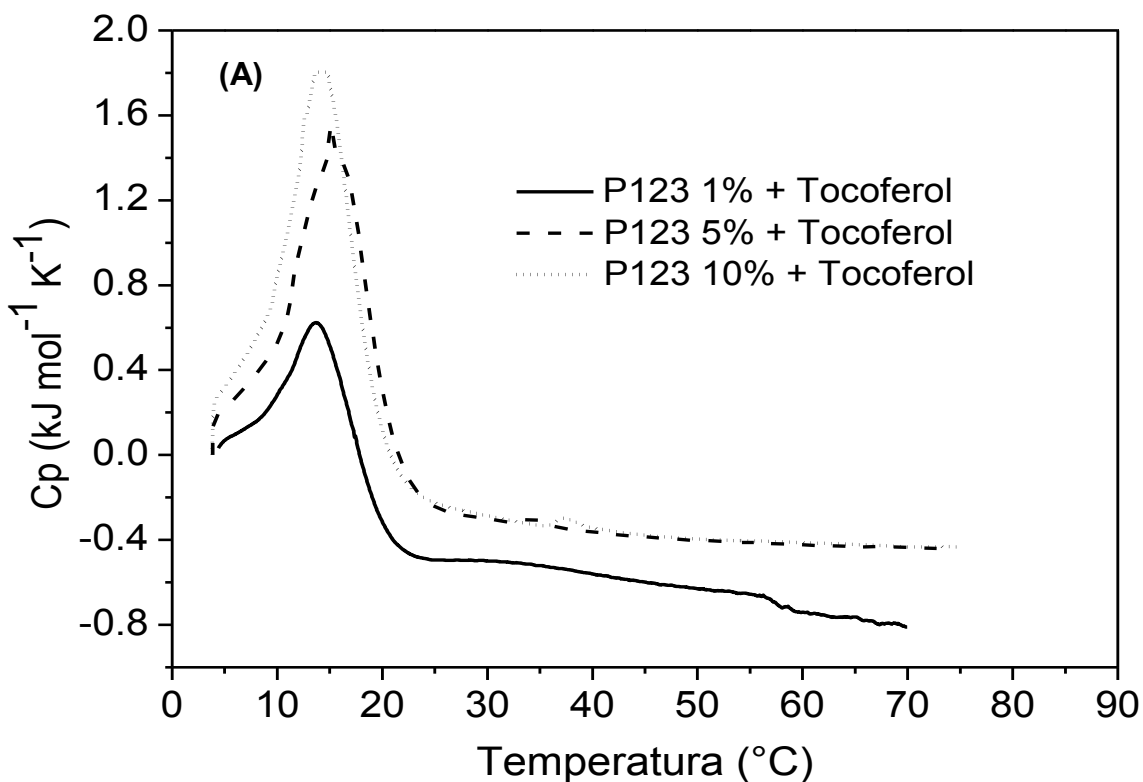 (A)
2.0
1.6
1.2
0.8
0.4
0.0
-0.4
-0.8
Cp (kJ mol⁻¹ K⁻¹)
P123 1% + Tocoferol
P123 5% + Tocoferol
P123 10% + Tocoferol
0 10 20 30 40 50 60 70 80 90
Temperatura (°C)